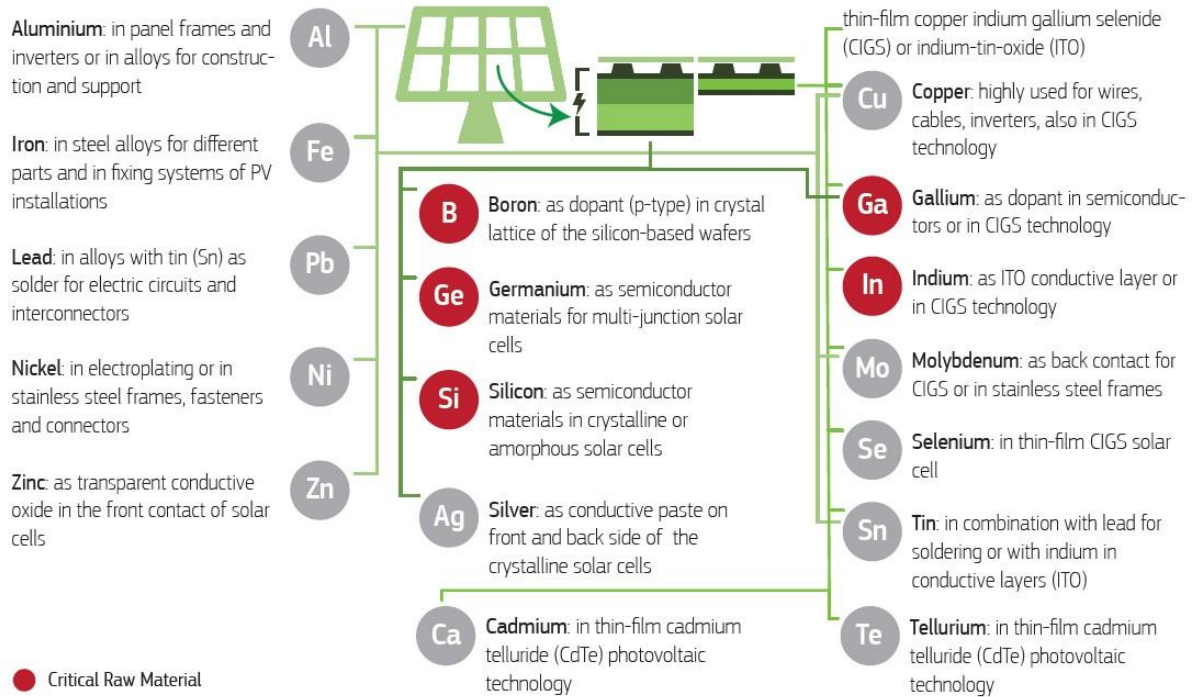 Aluminium: in panel frames and
inverters or in alloys for construc-
tion and support
Al
Iron: in steel alloys for different
parts and in fixing systems of PV
installations
Fe
Lead: in alloys with tin (Sn) as
solder for electric circuits and
interconnectors
Pb
Nickel: in electroplating or in
stainless steel frames, fasteners
and connectors
Ni
Zinc: as transparent conductive
oxide in the front contact of solar
cells
Zn
B
Boron: as dopant (p-type) in crystal
lattice of the silicon-based wafers
Ge
Germanium: as semiconductor
materials for multi-junction solar
cells
Si
Silicon: as semiconductor
materials in crystalline or
amorphous solar cells
Ag
Silver: as conductive paste on
front and back side of the
crystalline solar cells
Ca
Cadmium: in thin-film cadmium
telluride (CdTe) photovoltaic
technology
thin-film copper indium gallium selenide
(CIGS) or indium-tin-oxide (ITO)
Cu
Copper: highly used for wires,
cables, inverters, also in CIGS
technology
Ga
Gallium: as dopant in semiconduc-
tors or in CIGS technology
In
Indium: as ITO conductive layer or
in CIGS technology
Mo
Molybdenum: as back contact for
CIGS or in stainless steel frames
Se
Selenium: in thin-film CIGS solar
cell
Sn
Tin: in combination with lead for
soldering or with indium in
conductive layers (ITO)
Te
Tellurium: in thin-film cadmium
telluride (CdTe) photovoltaic
technology
Critical Raw Material